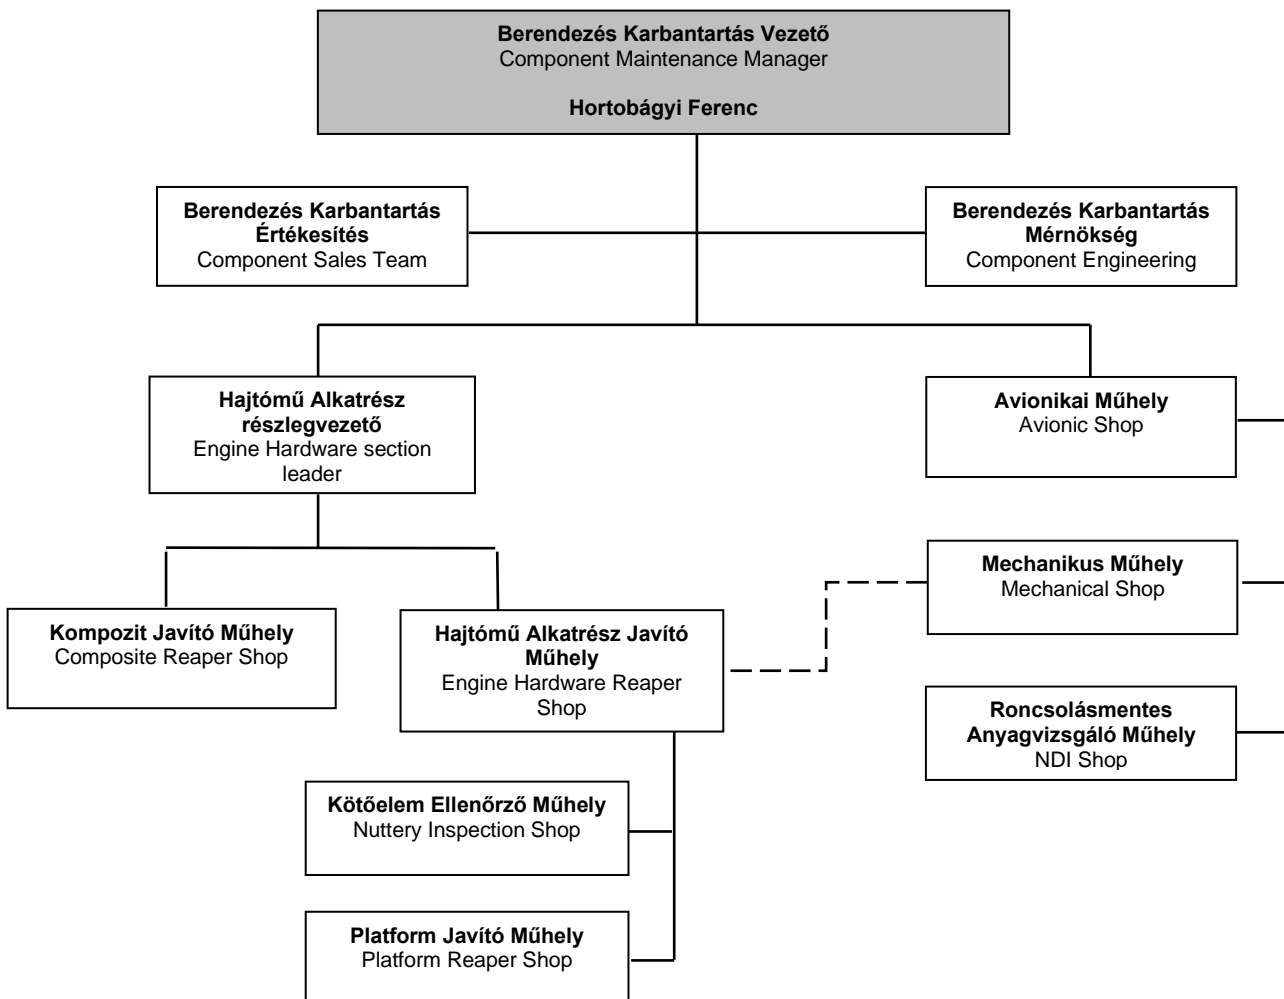 Berendezés Karbantartás Vezető
Component Maintenance Manager
Hortobágyi Ferenc
Berendezés Karbantartás
Értékesítés
Component Sales Team
Berendezés Karbantartás
Mérnökség
Component Engineering
Hajtómű Alkatrész
részlegvezető
Engine Hardware section
leader
Avionikai Műhely
Avionic Shop
Mechanikus Műhely
Mechanical Shop
Kompozit Javító Műhely
Composite Reaper Shop
Hajtómű Alkatrész Javító
Műhely
Engine Hardware Reaper
Shop
Roncsolásmentes
Anyagvizsgáló Műhely
NDI Shop
Kötőelem Ellenőrző Műhely
Nuttery Inspection Shop
Platform Javító Műhely
Platform Reaper Shop